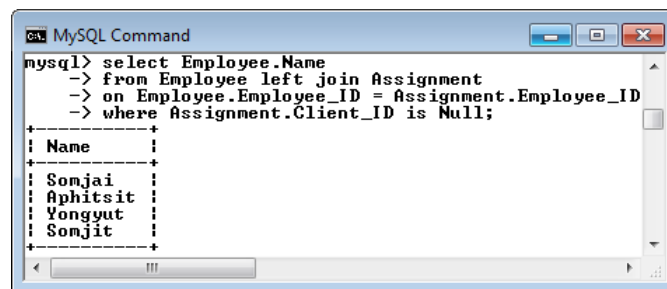 MySQL Command
mysql> select Employee.Name
-> from Employee left join Assignment
-> on Employee.Employee_ID = Assignment.Employee_ID
-> where Assignment.Client_ID is Null;
+-----------+
| Name      |
+-----------+
| Somjai    |
| Aphitsit  |
| Yongyut   |
| Somjit    |
+-----------+